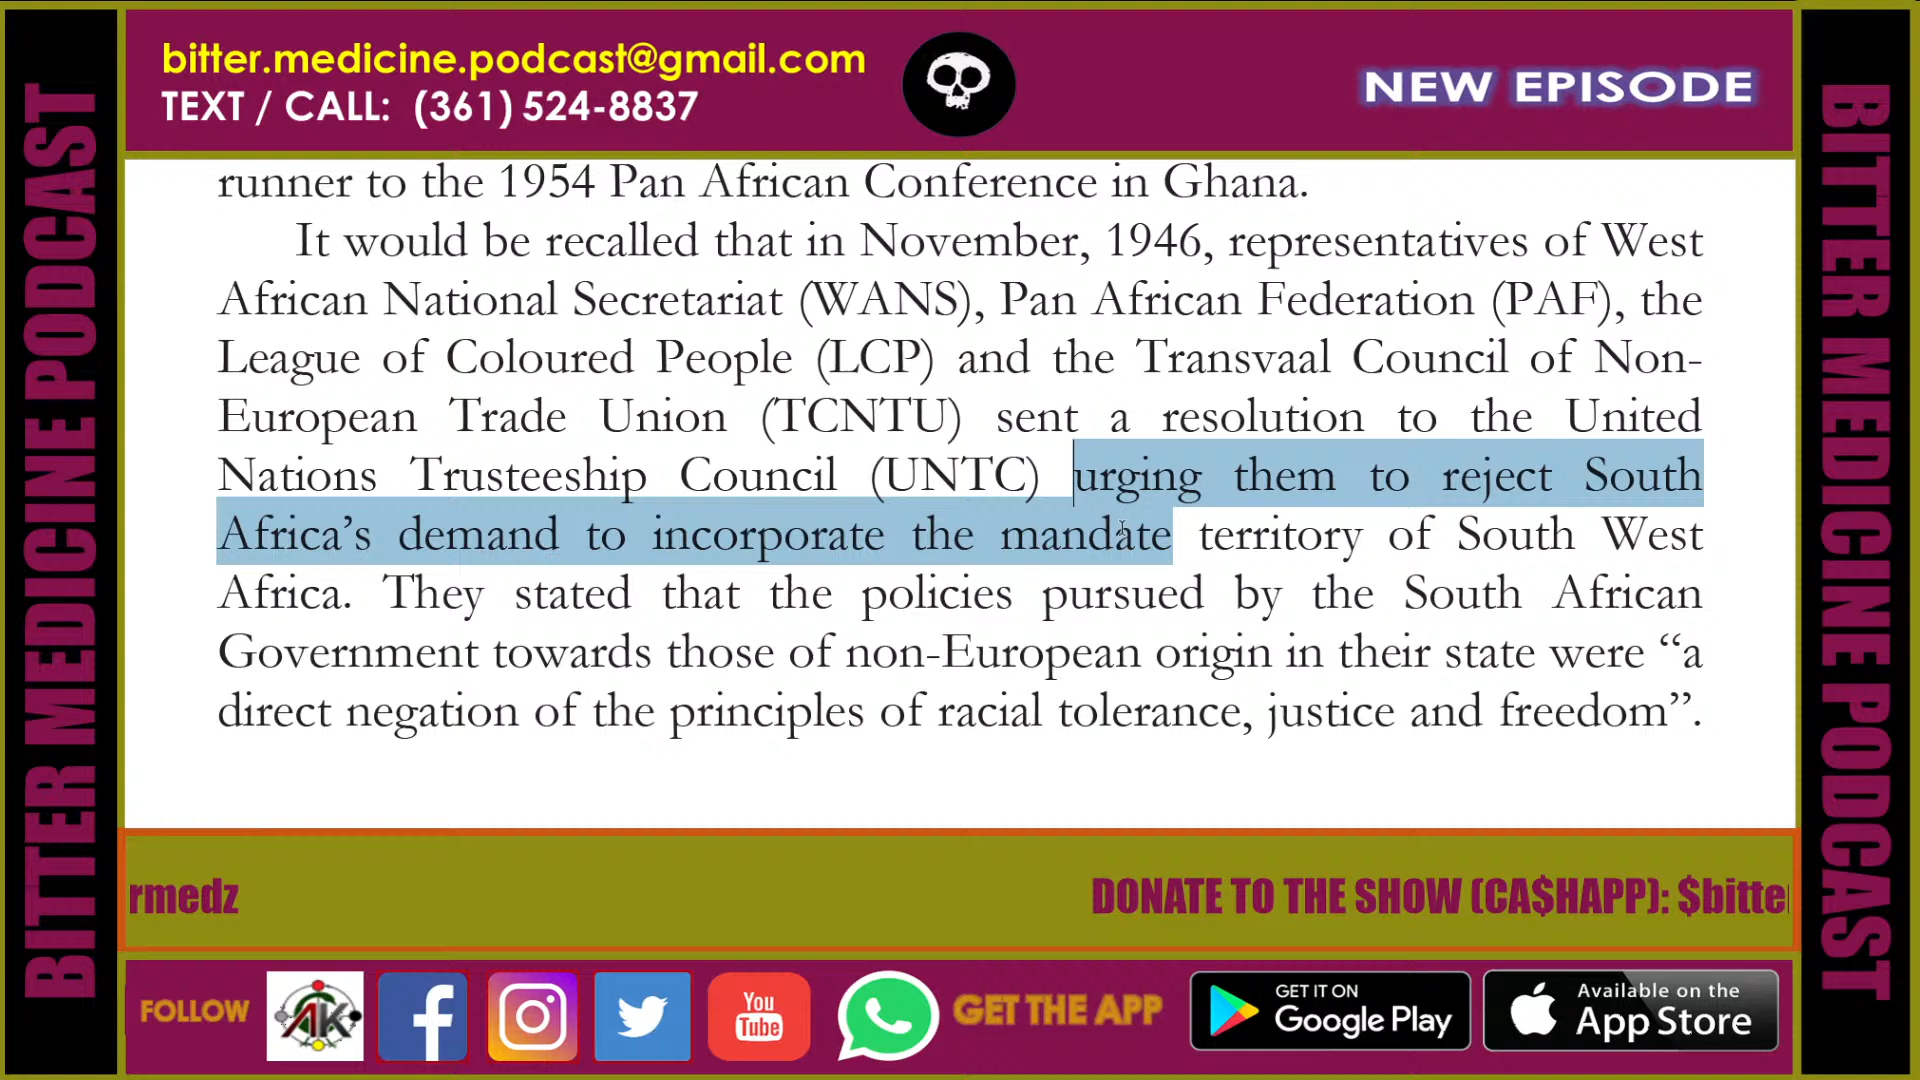 BITTER MEDICINE PODCAST
bitter.medicine.podcast@gmail.com
TEXT / CALL: (361) 524-8837
NEW EPISODE
runner to the 1954 Pan African Conference in Ghana.
It would be recalled that in November, 1946, representatives of West
African National Secretariat (WANS), Pan African Federation (PAF), the
League of Coloured People (LCP) and the Transvaal Council of Non-
European Trade Union (TCNTU) sent a resolution to the United
Nations Trusteeship Council (UNTC) urging them to reject South
Africa’s demand to incorporate the mandate territory of South West
Africa. They stated that the policies pursued by the South African
Government towards those of non-European origin in their state were “a
direct negation of the principles of racial tolerance, justice and freedom”.
rmedz
DONATE TO THE SHOW (CA$HAPP): $bitte
FOLLOW
AK
You
Tube
GET THE APP
GET IT ON
Google Play
Available on the
App Store
BITTER MEDICINE PODCAST